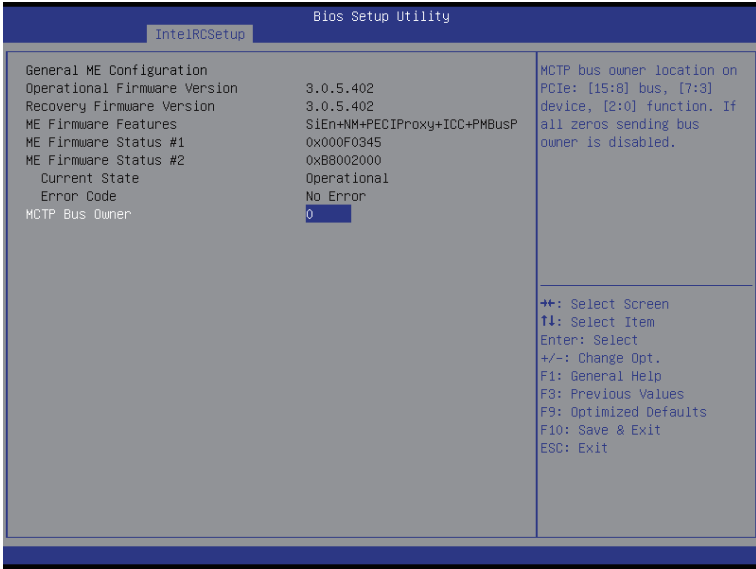 Bios Setup Utility
IntelRCSetup
General ME Configuration
Operational Firmware Version 3.0.5.402
Recovery Firmware Version 3.0.5.402
ME Firmware Features SiEn+NM+PECIProxy+ICC+PMBusP
ME Firmware Status #1 0x000F0345
ME Firmware Status #2 0xB8002000
Current State Operational
Error Code No Error
MCTP Bus Owner 0
MCTP bus owner location on
PCIe: [15:8] bus, [7:3]
device, [2:0] function. If
all zeros sending bus
owner is disabled.
→←: Select Screen
↑↓: Select Item
Enter: Select
+/-: Change Opt.
F1: General Help
F3: Previous Values
F9: Optimized Defaults
F10: Save & Exit
ESC: Exit